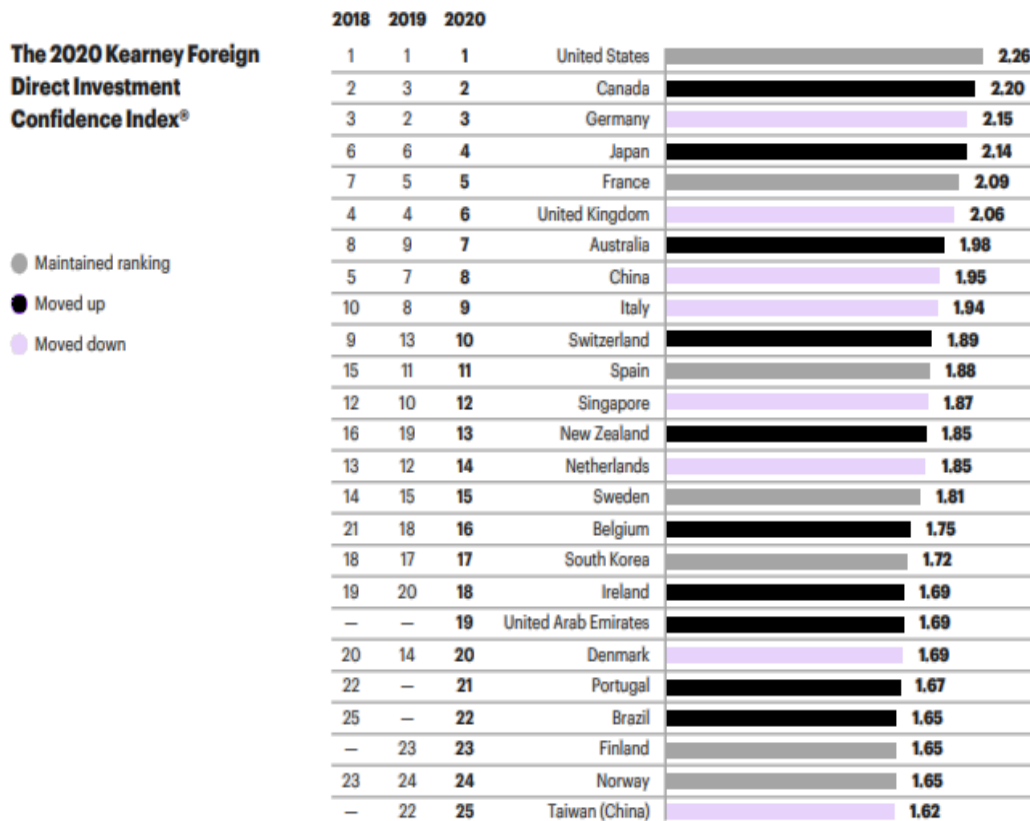 The 2020 Kearney Foreign
Direct Investment
Confidence Index®
Maintained ranking
Moved up
Moved down
2018 2019 2020
1 1 1 United States 2.26
2 3 2 Canada 2.20
3 2 3 Germany 2.15
6 6 4 Japan 2.14
7 5 5 France 2.09
4 4 6 United Kingdom 2.06
8 9 7 Australia 1.98
5 7 8 China 1.95
10 8 9 Italy 1.94
9 13 10 Switzerland 1.89
15 11 11 Spain 1.88
12 10 12 Singapore 1.87
16 19 13 New Zealand 1.85
13 12 14 Netherlands 1.85
14 15 15 Sweden 1.81
21 18 16 Belgium 1.75
18 17 17 South Korea 1.72
19 20 18 Ireland 1.69
– – 19 United Arab Emirates 1.69
20 14 20 Denmark 1.69
22 – 21 Portugal 1.67
25 – 22 Brazil 1.65
– 23 23 Finland 1.65
23 24 24 Norway 1.65
– 22 25 Taiwan (China) 1.62